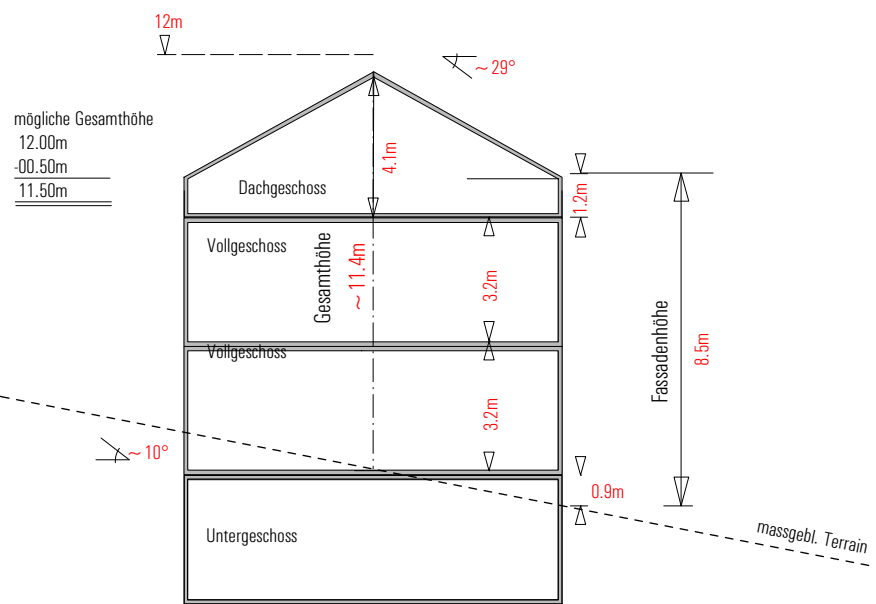 12m
~ 29°
mögliche Gesamthöhe
12.00m
-00.50m
11.50m
4.1m
Dachgeschoss
1.2m
Vollgeschoss
Gesamthöhe
~ 11.4m
3.2m
Fassadenhöhe
8.5m
Vollgeschoss
3.2m
~ 10°
0.9m
Untergeschoss
massgebl. Terrain